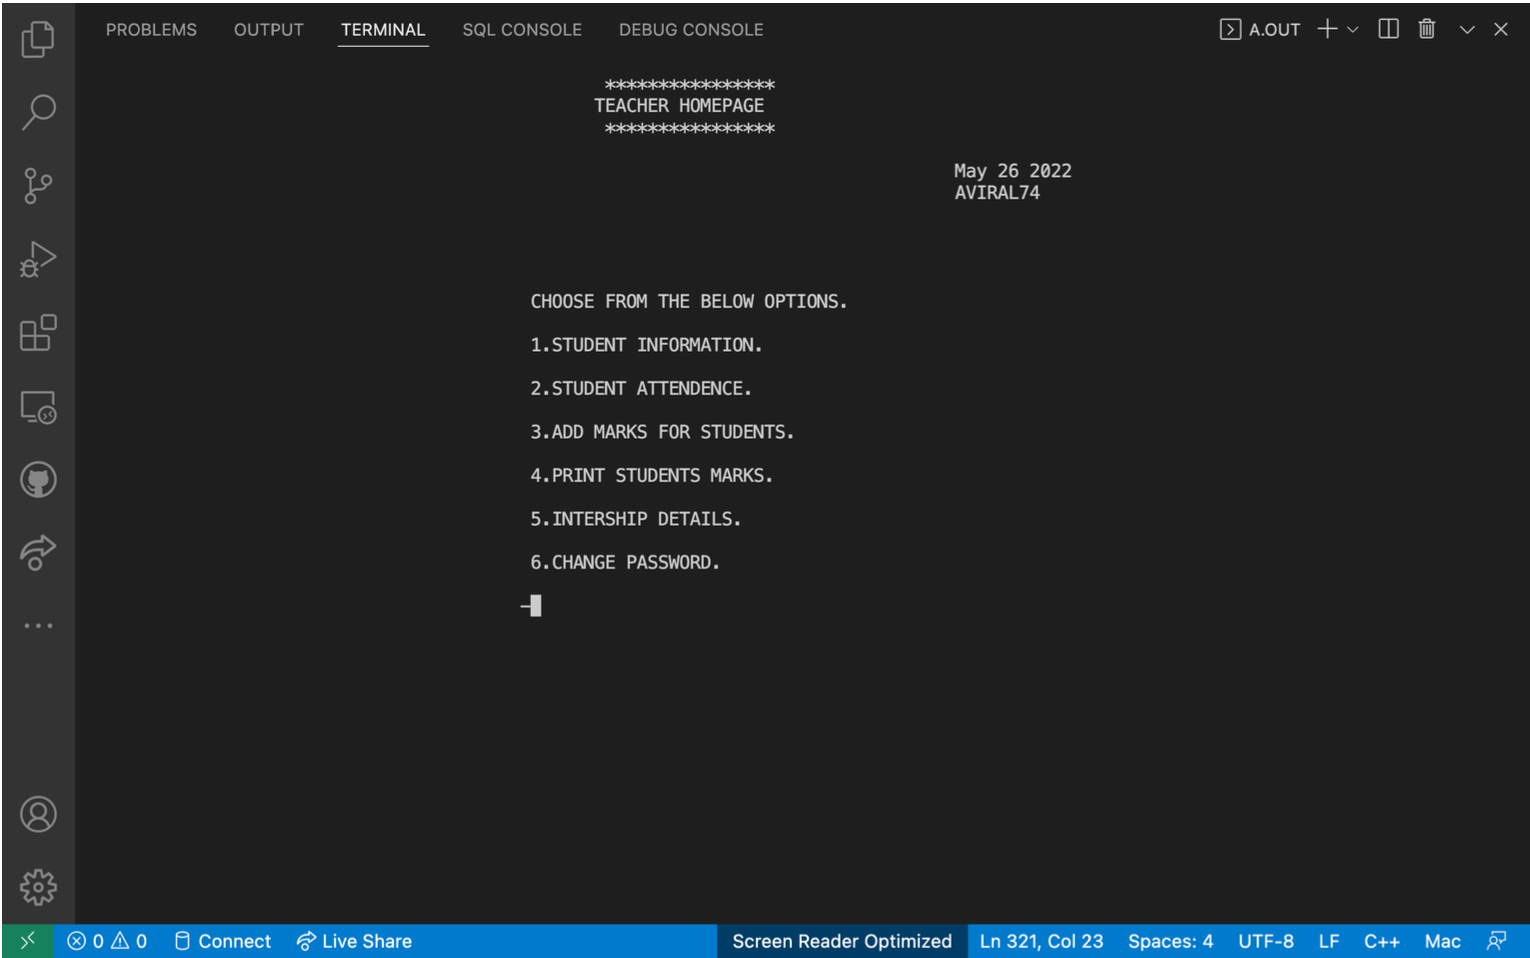 PROBLEMS OUTPUT TERMINAL SQL CONSOLE DEBUG CONSOLE A.OUT
****************
TEACHER HOMEPAGE
****************
May 26 2022
AVIRAL74
CHOOSE FROM THE BELOW OPTIONS.
1.STUDENT INFORMATION.
2.STUDENT ATTENDENCE.
3.ADD MARKS FOR STUDENTS.
4.PRINT STUDENTS MARKS.
5.INTERSHIP DETAILS.
6.CHANGE PASSWORD.
–
0 0 Connect Live Share Screen Reader Optimized Ln 321, Col 23 Spaces: 4 UTF-8 LF C++ Mac